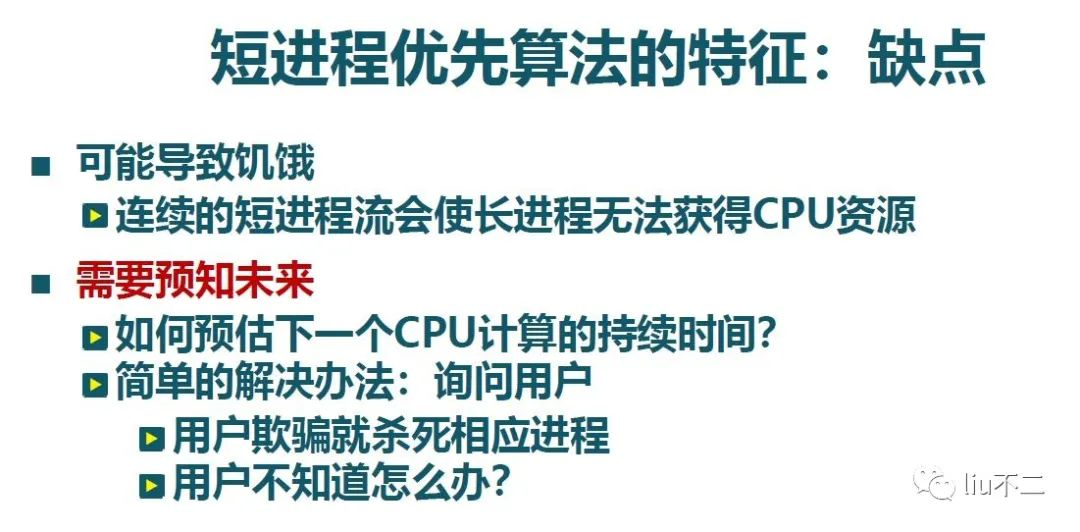 短进程优先算法的特征：缺点
可能导致饥饿
连续的短进程流会使长进程无法获得CPU资源
需要预知未来
如何预估下一个CPU计算的持续时间？
简单的解决办法：询问用户
用户欺骗就杀死相应进程
用户不知道怎么办？
liu不二